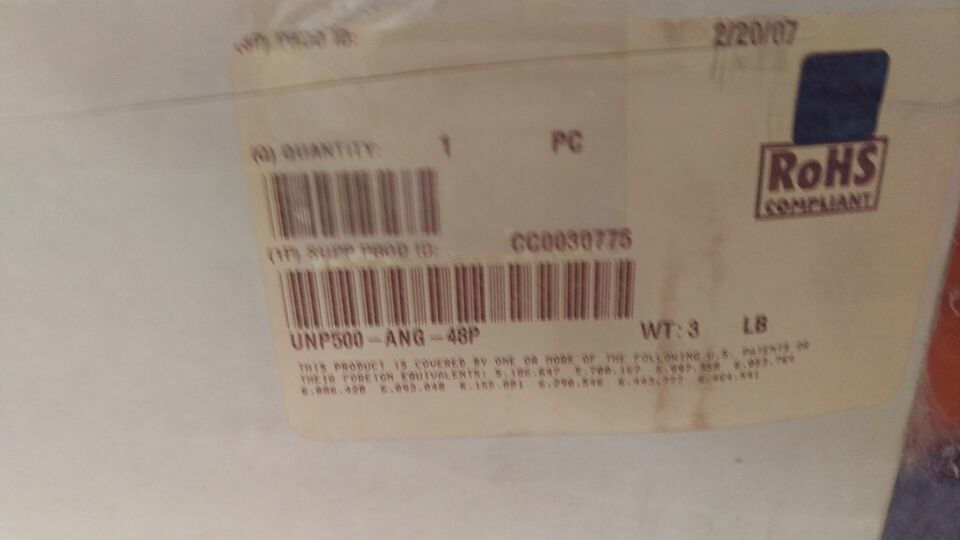 PROD ID:
2/20/07
RoHS
COMPLIANT
(Q) QUANTITY: 1 PC
(1P) SUPP PROD ID: CC0030775
UNP500-ANG-48P
WT: 3 LB
THIS PRODUCT IS COVERED BY ONE OR MORE OF THE FOLLOWING U.S. PATENTS OR
THEIR FOREIGN EQUIVALENTS: